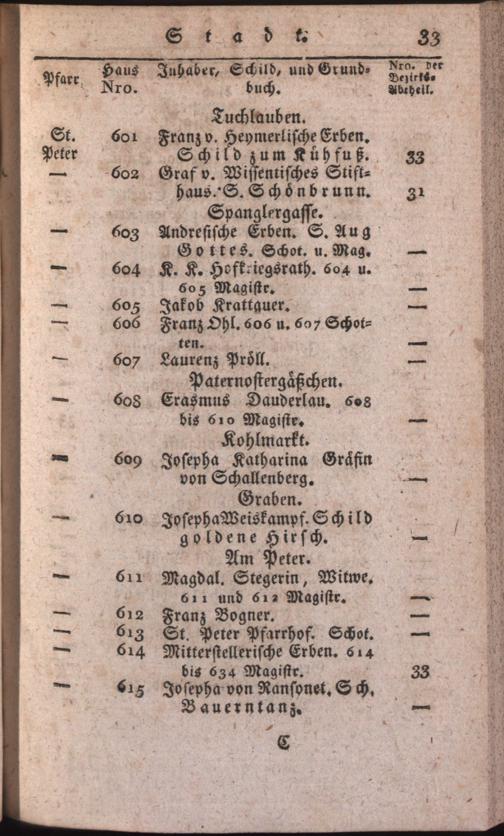 Stadt. 33
Pfarr Haus Nro. Inhaber, Schild, und Grund= buch. Nro. der Bezirks= Abtheil.
Tuchlauben.
St. Peter 601 Franz v. Heymerlische Erben.
Schild zum Kühfuß. 33
— 602 Graf v. Wissentisches Stift=
haus. S. Schönbrunn. 31
Spanglergasse.
— 603 Andresische Erben. S. Aug
Gottes. Schot. u. Mag. —
— 604 K. K. Hofkriegsrath. 604 u.
605 Magistr. —
— 605 Jakob Krattguer. —
— 606 Franz Ohl. 606 u. 607 Schot=
ten. —
— 607 Laurenz Pröll. —
Paternostergäßchen.
— 608 Erasmus Dauderlau. 608
bis 610 Magistr. —
Kohlmarkt.
— 609 Josepha Katharina Gräfin
von Schallenberg. —
Graben.
— 610 Josepha Weiskampf. Schild
goldene Hirsch. —
Am Peter.
— 611 Magdal. Stegerin, Witwe.
611 und 612 Magistr. —
— 612 Franz Bogner. —
— 613 St. Peter Pfarrhof. Schot. —
— 614 Mitterstellerische Erben. 614
bis 634 Magistr. 33
— 615 Josepha von Ransonet. Sch.
Bauerntanz. —
C